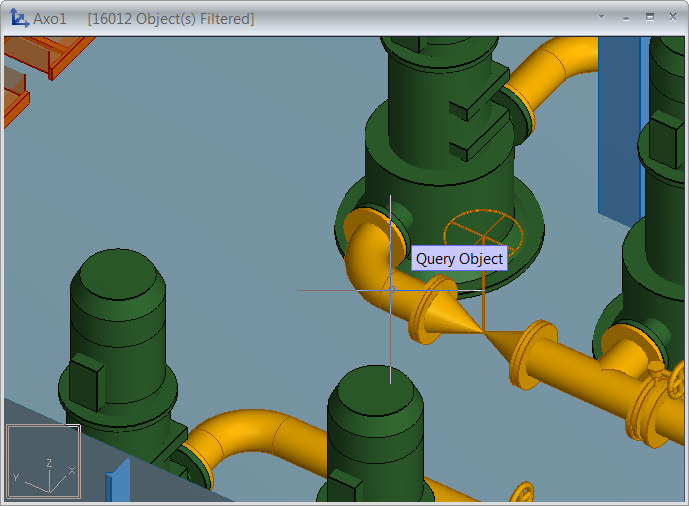 Axo1 [16012 Object(s) Filtered]
Query Object
Z
Y X